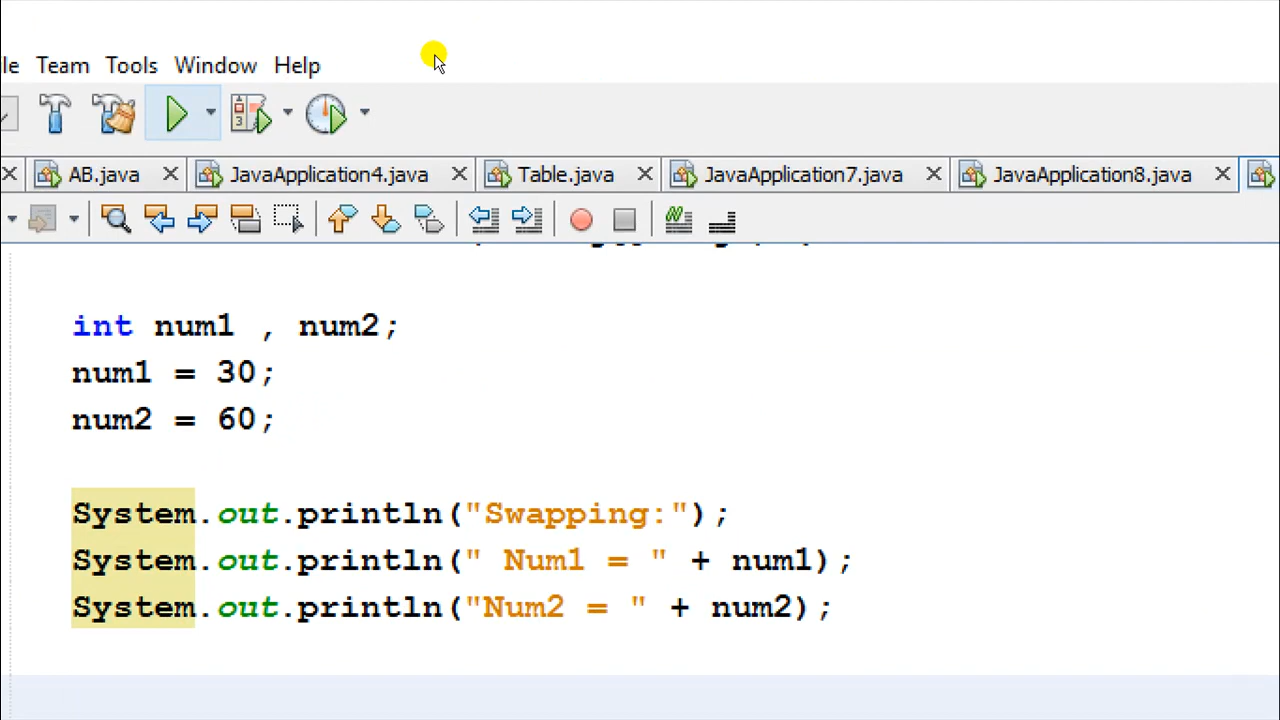 le Team Tools Window Help
AB.java JavaApplication4.java Table.java JavaApplication7.java JavaApplication8.java
int num1 , num2;
num1 = 30;
num2 = 60;
System.out.println("Swapping:");
System.out.println(" Num1 = " + num1);
System.out.println("Num2 = " + num2);